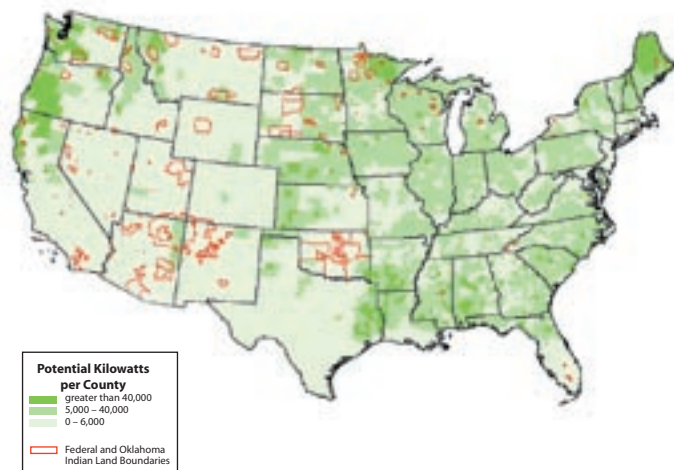 Potential Kilowatts
per County
greater than 40,000
5,000 – 40,000
0 – 6,000
Federal and Oklahoma
Indian Land Boundaries